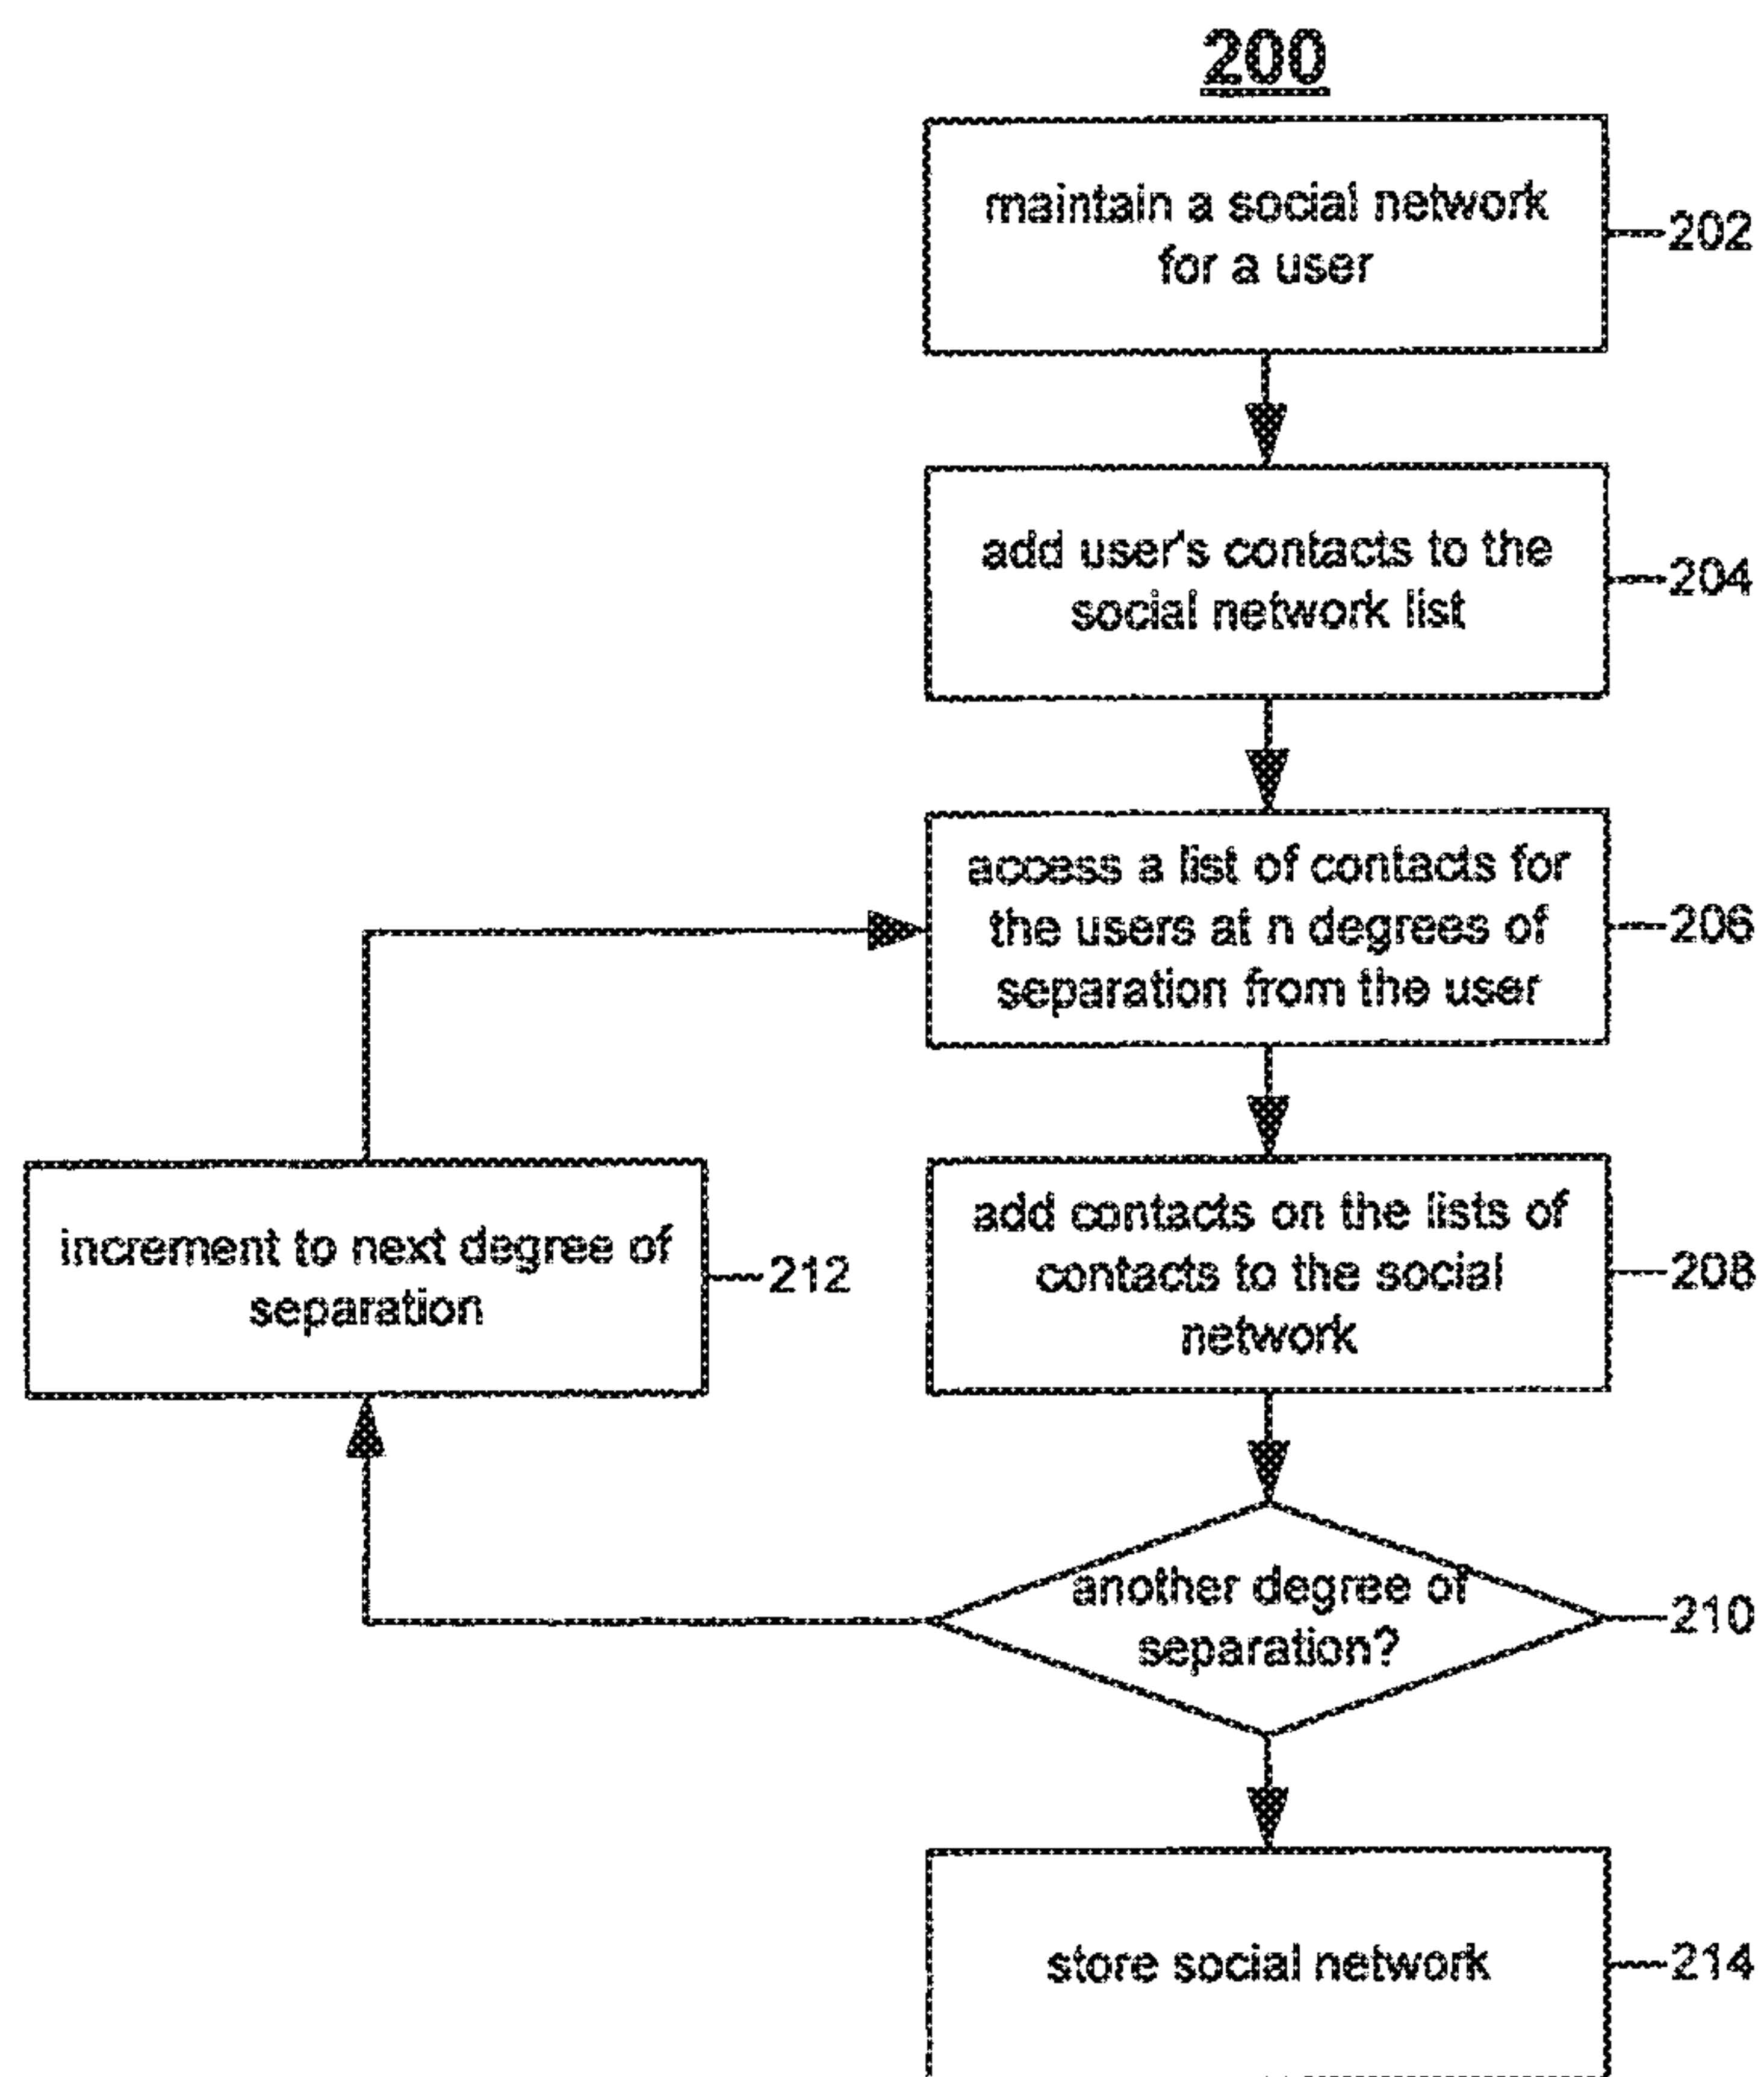 200
maintain a social network
for a user
202
add user's contacts to the
social network list
204
access a list of contacts for
the users at n degrees of
separation from the user
206
add contacts on the lists of
contacts to the social
network
208
increment to next degree of
separation
212
another degree of
separation?
210
store social network
214